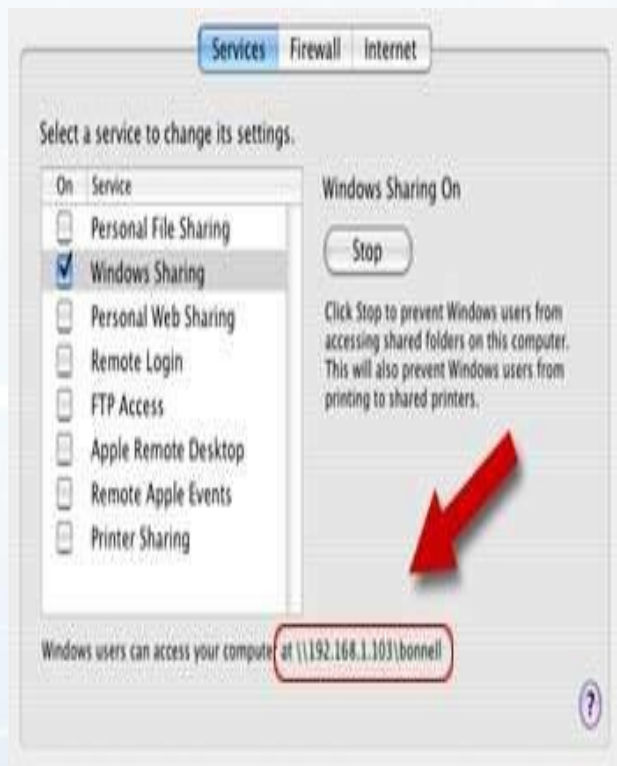 Services Firewall Internet
Select a service to change its settings.
On Service
Personal File Sharing
Windows Sharing
Personal Web Sharing
Remote Login
FTP Access
Apple Remote Desktop
Remote Apple Events
Printer Sharing
Windows Sharing On
Stop
Click Stop to prevent Windows users from
accessing shared folders on this computer.
This will also prevent Windows users from
printing to shared printers.
Windows users can access your computer at \\192.168.1.103\bonnell
?